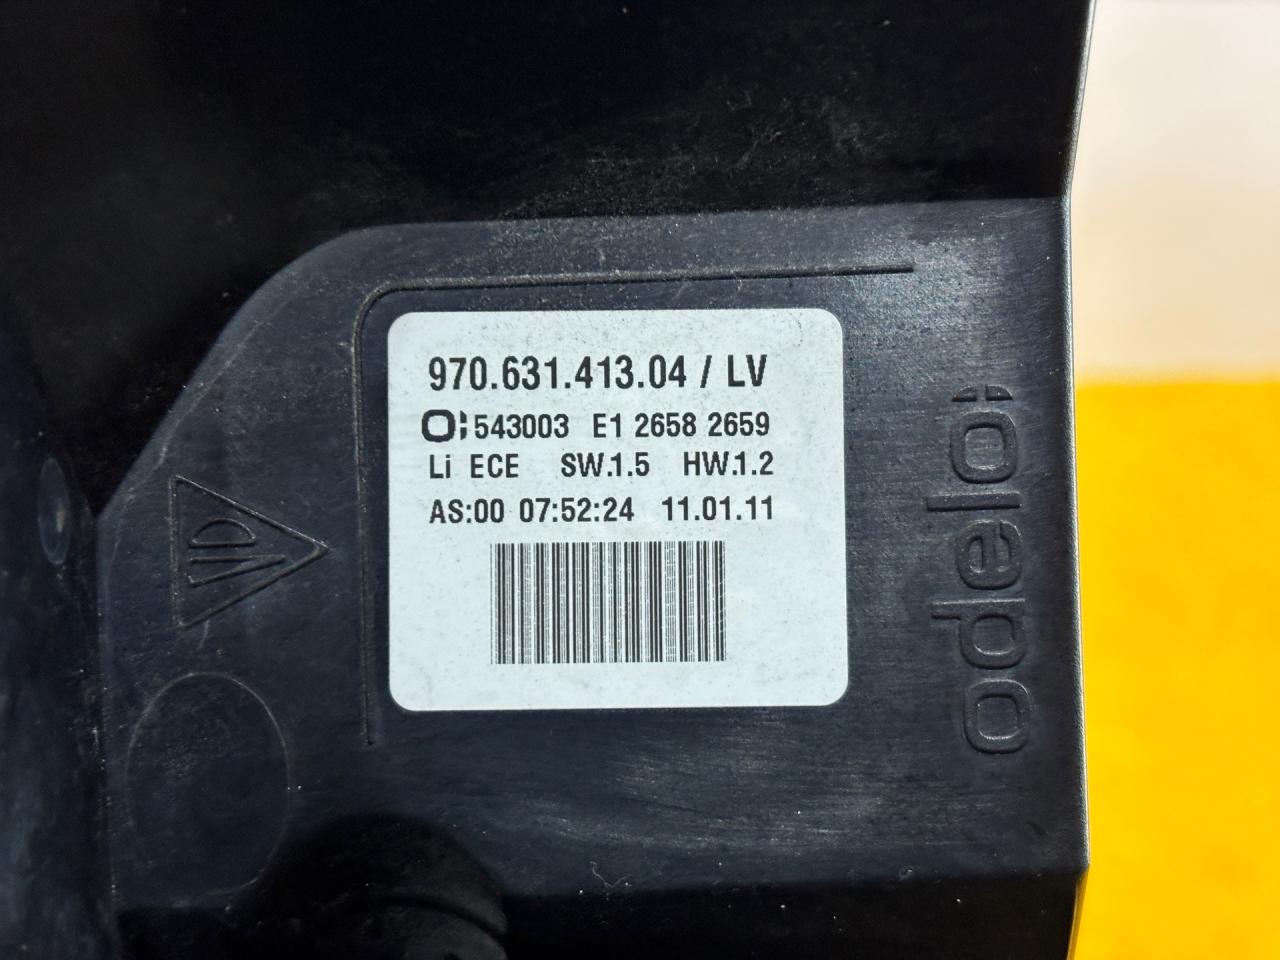 970.631.413.04 / LV
543003 E1 2658 2659
Li ECE SW.1.5 HW.1.2
AS:00 07:52:24 11.01.11
odelo